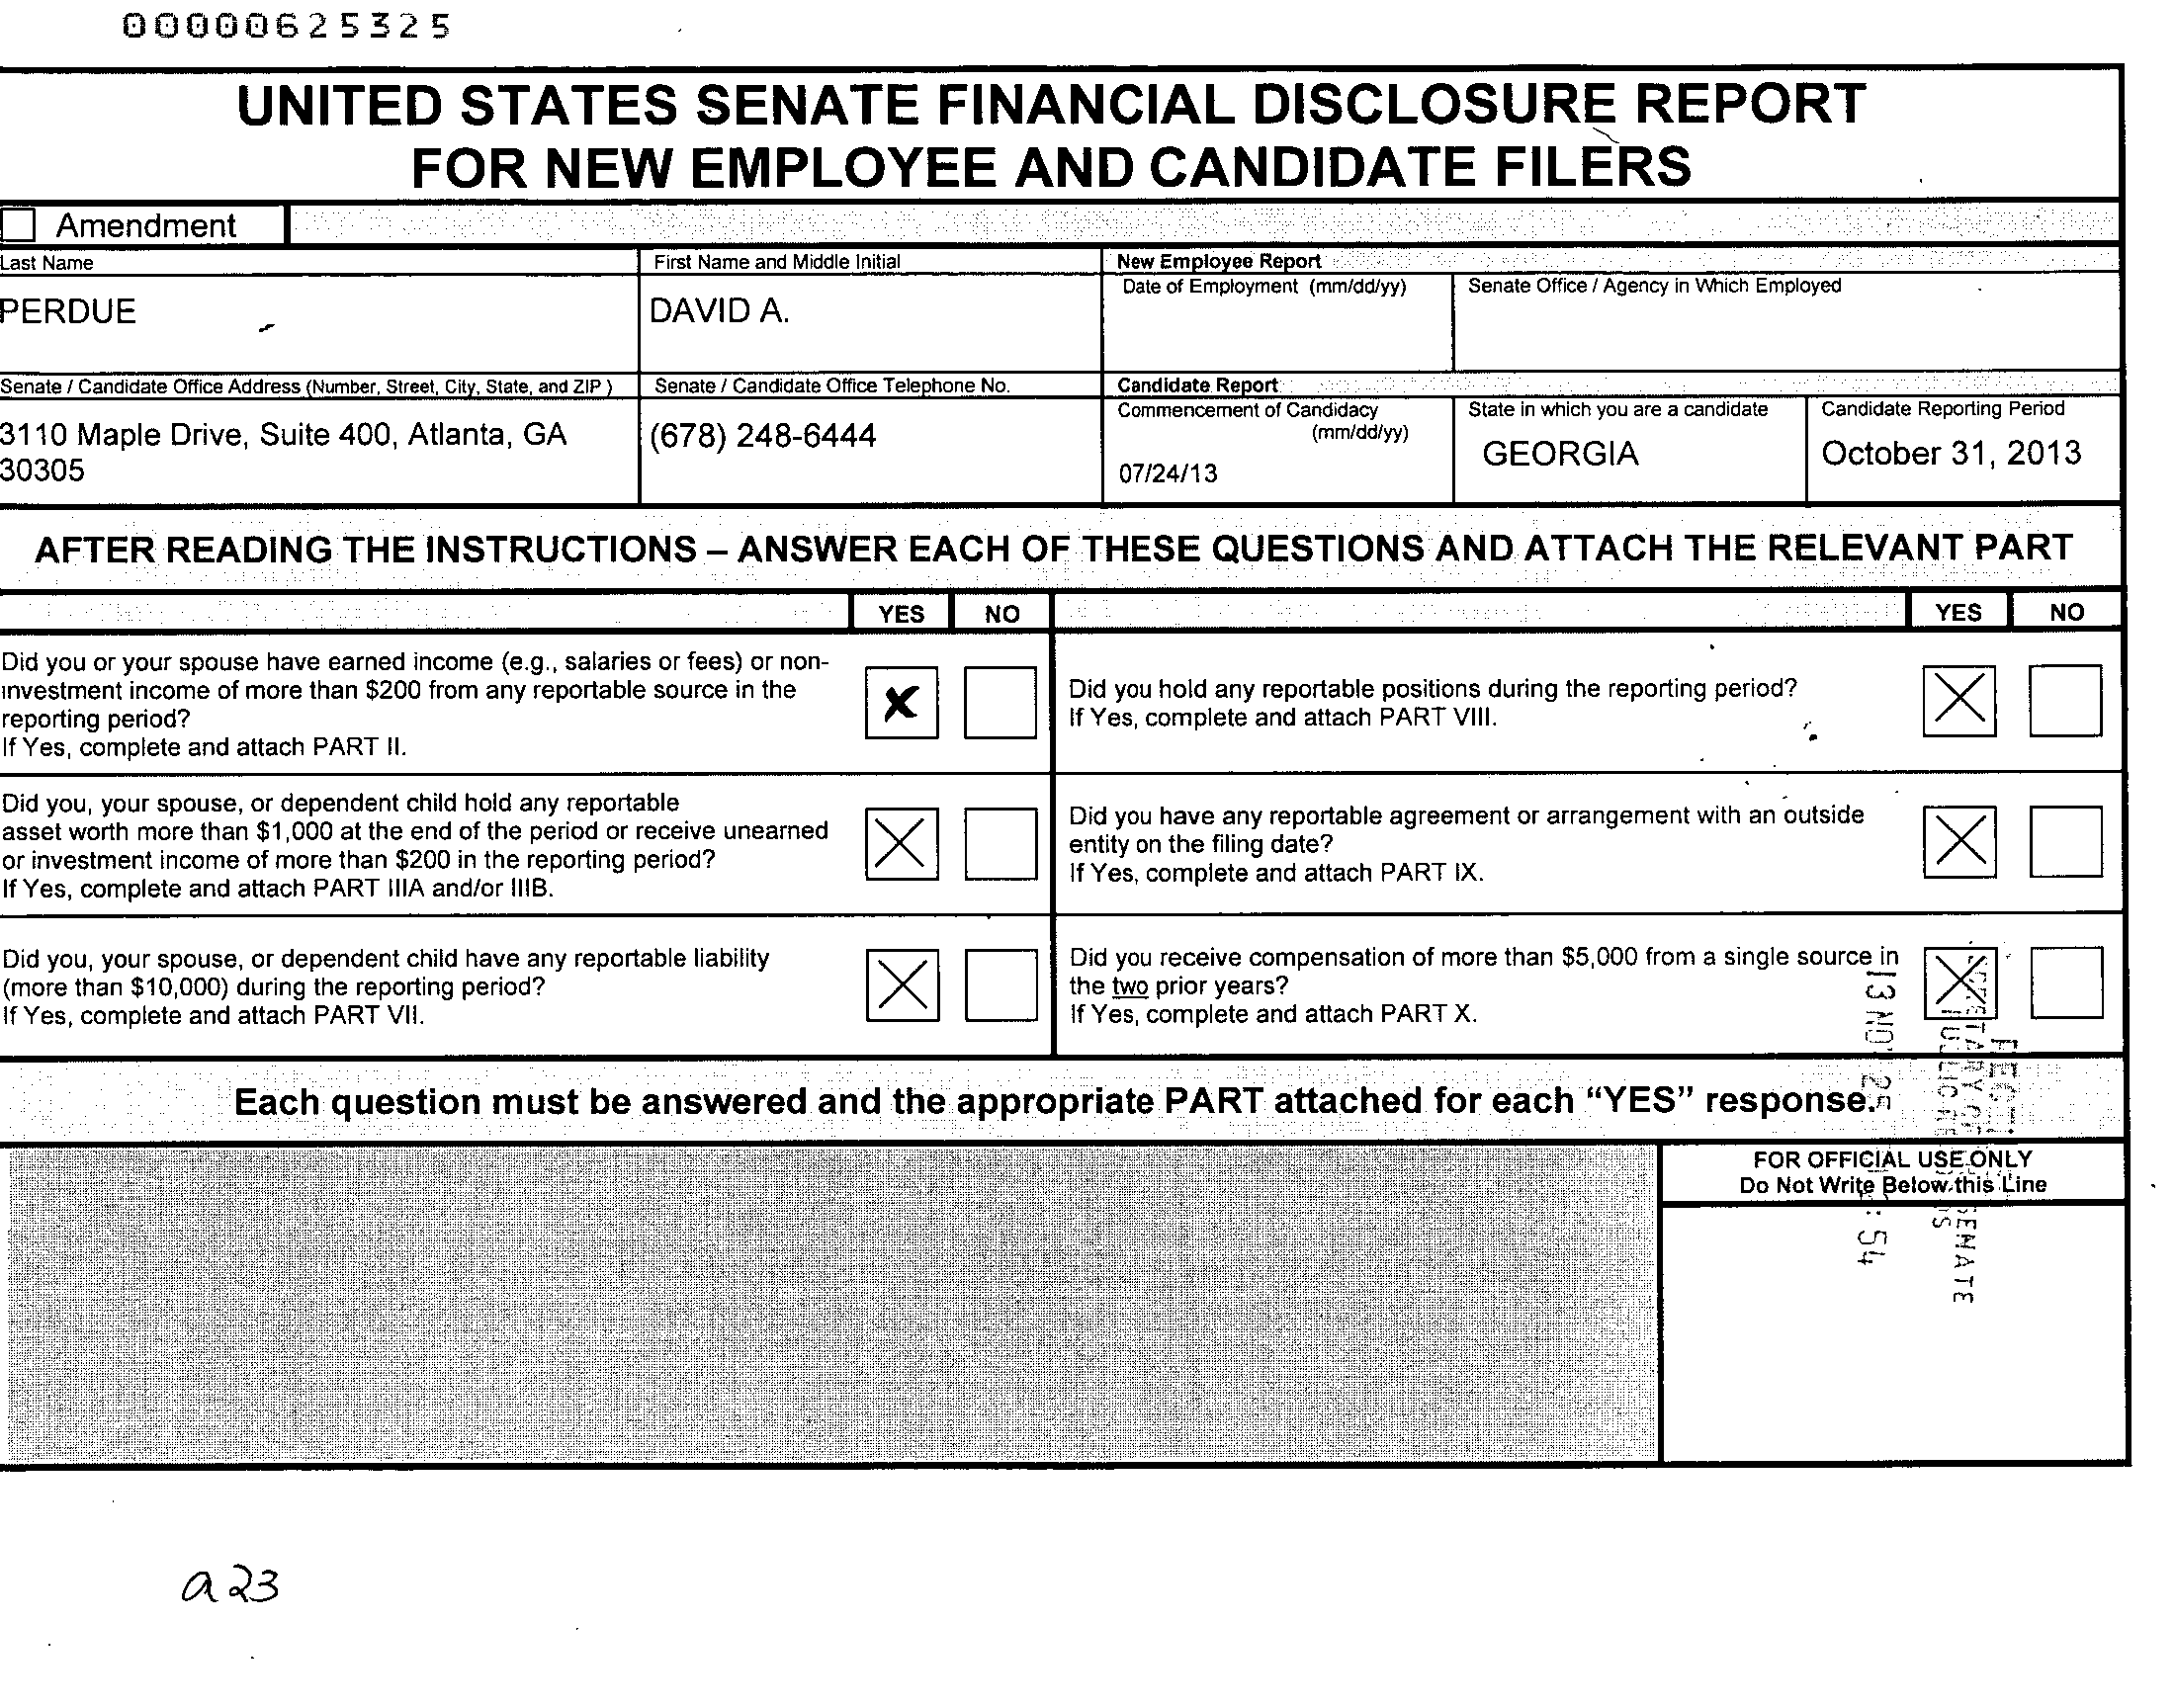 00000625325
UNITED STATES SENATE FINANCIAL DISCLOSURE REPORT
FOR NEW EMPLOYEE AND CANDIDATE FILERS
Amendment
Last Name
PERDUE
First Name and Middle Initial
DAVID A.
New Employee Report
Date of Employment (mm/dd/yy)
Senate Office / Agency in Which Employed
Senate / Candidate Office Address (Number, Street, City, State, and ZIP )
3110 Maple Drive, Suite 400, Atlanta, GA
30305
Senate / Candidate Office Telephone No.
(678) 248-6444
Candidate Report
Commencement of Candidacy
(mm/dd/yy)
07/24/13
State in which you are a candidate
GEORGIA
Candidate Reporting Period
October 31, 2013
AFTER READING THE INSTRUCTIONS – ANSWER EACH OF THESE QUESTIONS AND ATTACH THE RELEVANT PART
YES NO
YES NO
Did you or your spouse have earned income (e.g., salaries or fees) or non-
investment income of more than $200 from any reportable source in the
reporting period?
If Yes, complete and attach PART II.
Did you hold any reportable positions during the reporting period?
If Yes, complete and attach PART VIII.
Did you, your spouse, or dependent child hold any reportable
asset worth more than $1,000 at the end of the period or receive unearned
or investment income of more than $200 in the reporting period?
If Yes, complete and attach PART IIIA and/or IIIB.
Did you have any reportable agreement or arrangement with an outside
entity on the filing date?
If Yes, complete and attach PART IX.
Did you, your spouse, or dependent child have any reportable liability
(more than $10,000) during the reporting period?
If Yes, complete and attach PART VII.
Did you receive compensation of more than $5,000 from a single source in
the two prior years?
If Yes, complete and attach PART X.
Each question must be answered and the appropriate PART attached for each “YES” response.
FOR OFFICIAL USE ONLY
Do Not Write Below this Line
SENATE
54
a23